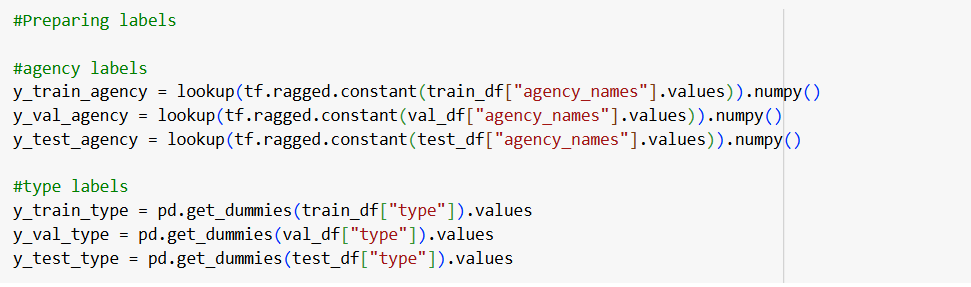 #Preparing labels
#agency labels
y_train_agency = lookup(tf.ragged.constant(train_df["agency_names"].values)).numpy()
y_val_agency = lookup(tf.ragged.constant(val_df["agency_names"].values)).numpy()
y_test_agency = lookup(tf.ragged.constant(test_df["agency_names"].values)).numpy()
#type labels
y_train_type = pd.get_dummies(train_df["type"]).values
y_val_type = pd.get_dummies(val_df["type"]).values
y_test_type = pd.get_dummies(test_df["type"]).values